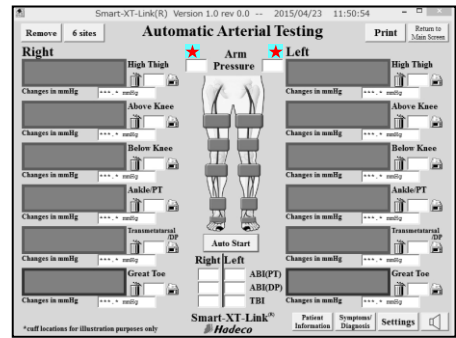 Smart-XT-Link(R) Version 1.0 rev 0.0 -- 2015/04/23 11:50:54
Remove
6 sites
Automatic Arterial Testing
Print
Return to
Main Screen
Right
Arm
Pressure
Left
High Thigh
Changes in mmHg ---.- mmHg
Above Knee
Changes in mmHg ---.- mmHg
Below Knee
Changes in mmHg ---.- mmHg
Ankle/PT
Changes in mmHg ---.- mmHg
Transmetatarsal
/DP
Changes in mmHg ---.- mmHg
Great Toe
Changes in mmHg ---.- mmHg
High Thigh
Changes in mmHg ---.- mmHg
Above Knee
Changes in mmHg ---.- mmHg
Below Knee
Changes in mmHg ---.- mmHg
Ankle/PT
Changes in mmHg ---.- mmHg
Transmetatarsal
/DP
Changes in mmHg ---.- mmHg
Great Toe
Changes in mmHg ---.- mmHg
Auto Start
Right Left
ABI(PT)
ABI(DP)
TBI
*cuff locations for illustration purposes only
Smart-XT-Link(R)
Hadeco
Patient
Information
Symptoms/
Diagnosis
Settings